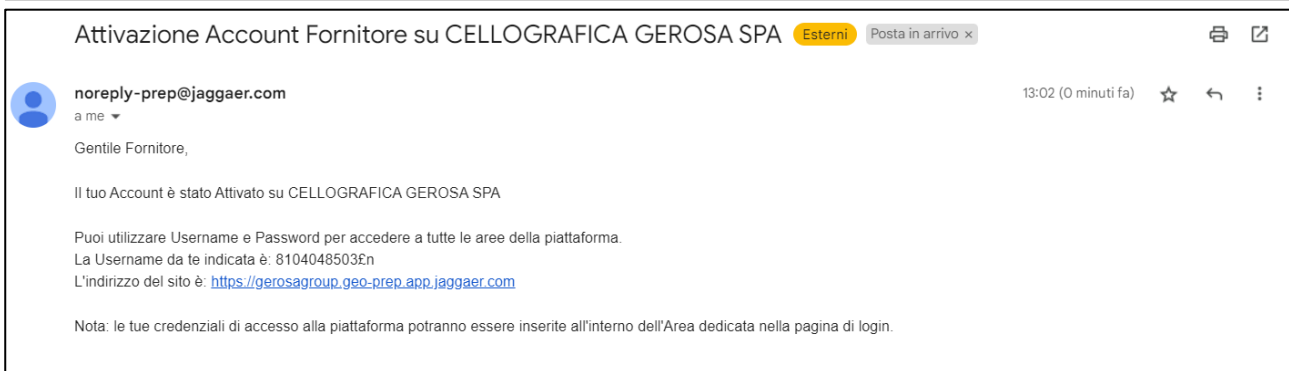 Attivazione Account Fornitore su CELLOGRAFICA GEROSA SPA Esterni Posta in arrivo ×
noreply-prep@jaggaer.com 13:02 (0 minuti fa)
a me
Gentile Fornitore,
Il tuo Account è stato Attivato su CELLOGRAFICA GEROSA SPA
Puoi utilizzare Username e Password per accedere a tutte le aree della piattaforma.
La Username da te indicata è: 8104048503£n
L'indirizzo del sito è: https://gerosagroup.geo-prep.app.jaggaer.com
Nota: le tue credenziali di accesso alla piattaforma potranno essere inserite all'interno dell'Area dedicata nella pagina di login.